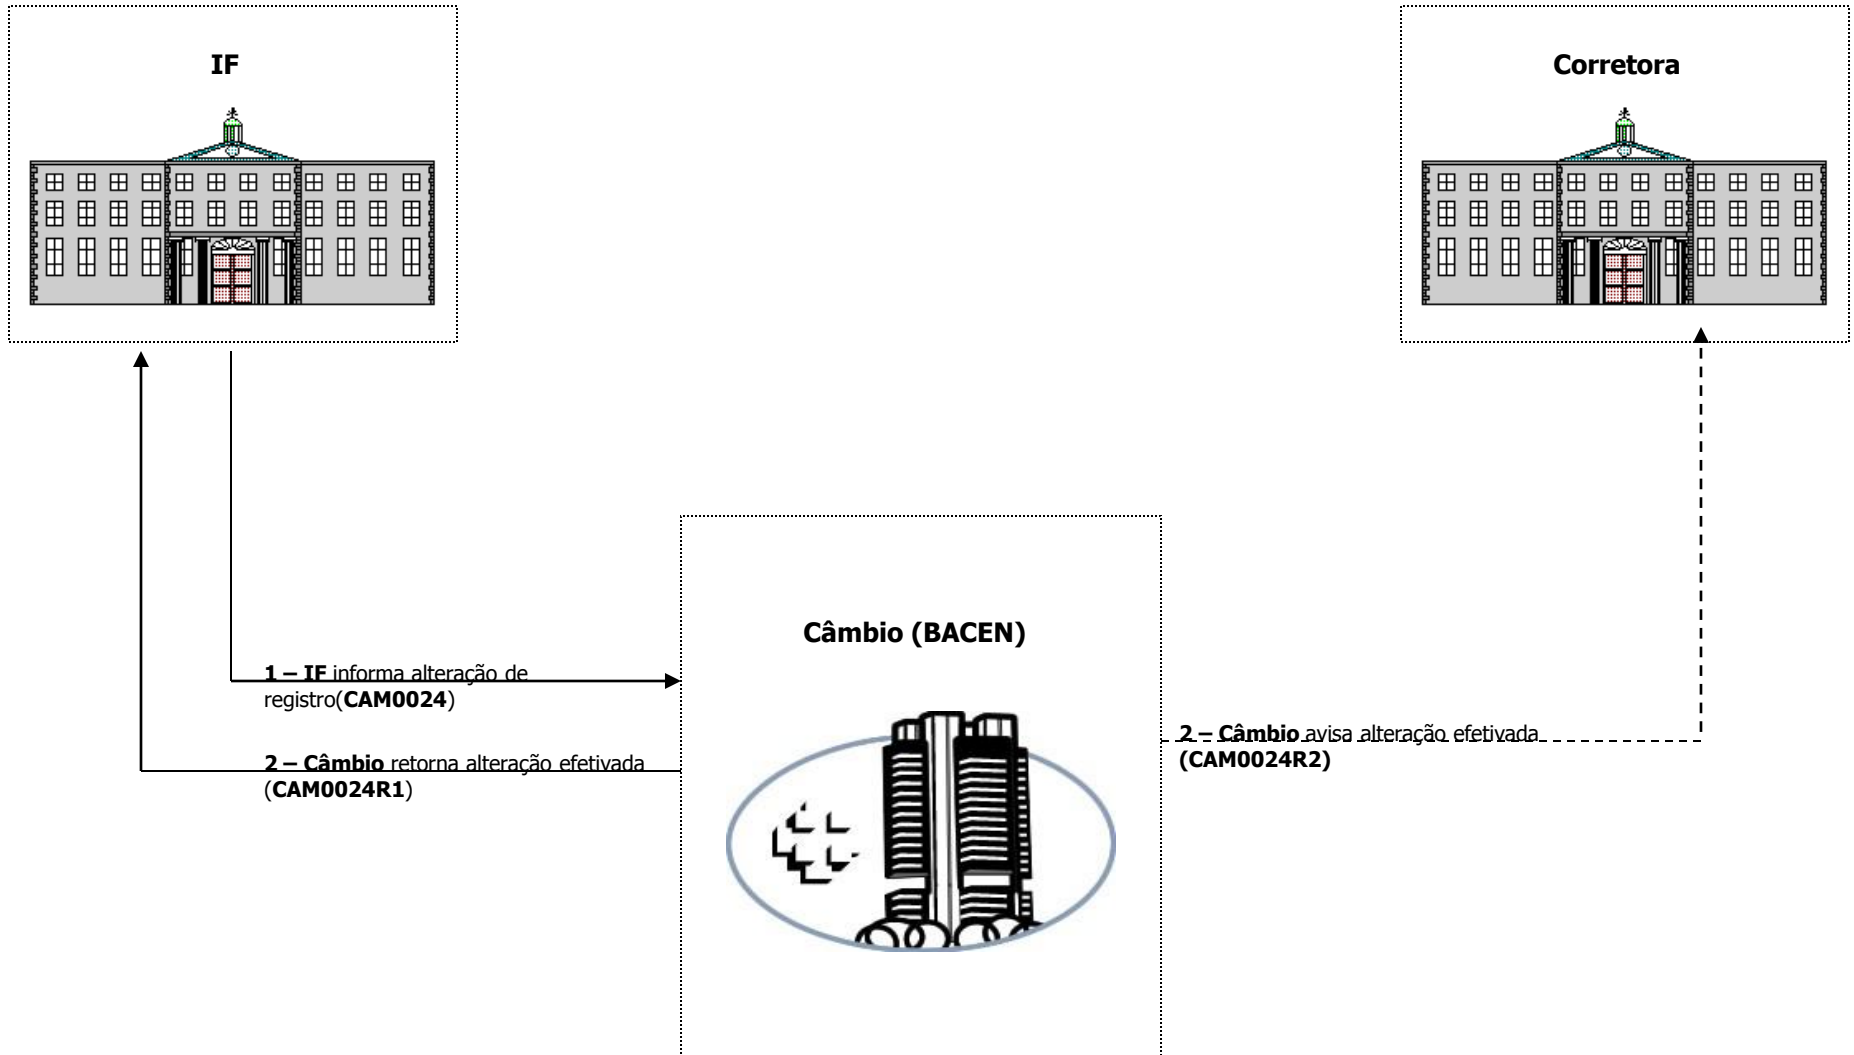 IF
Corretora
Câmbio (BACEN)
1 – IF informa alteração de
registro(CAM0024)
2 – Câmbio retorna alteração efetivada
(CAM0024R1)
2 – Câmbio avisa alteração efetivada
(CAM0024R2)